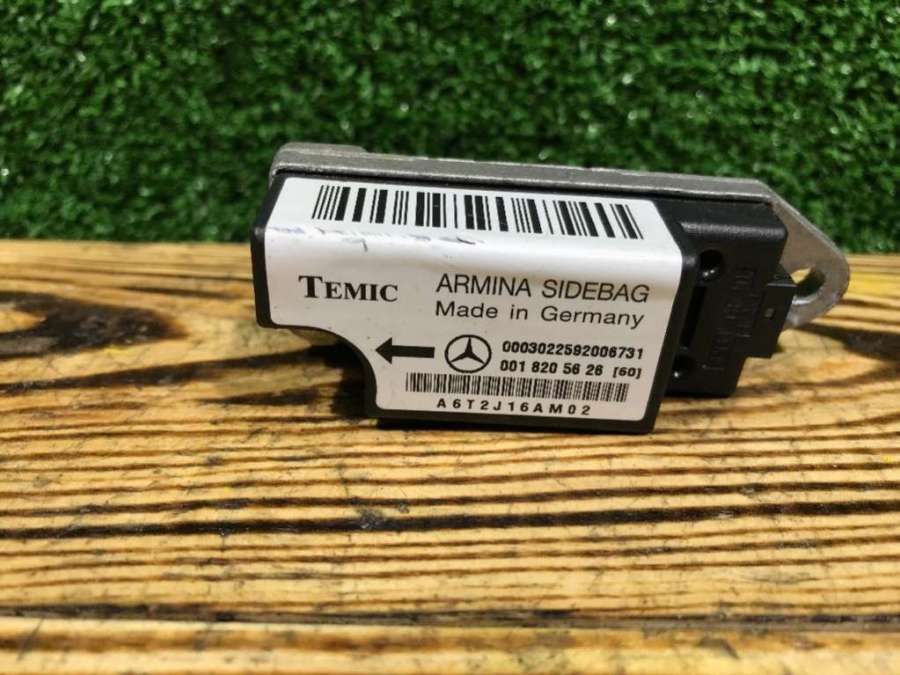 TEMIC
ARMINA SIDEBAG
Made in Germany
0003022592006731
001 820 56 26 [60]
A6T2J16AM02